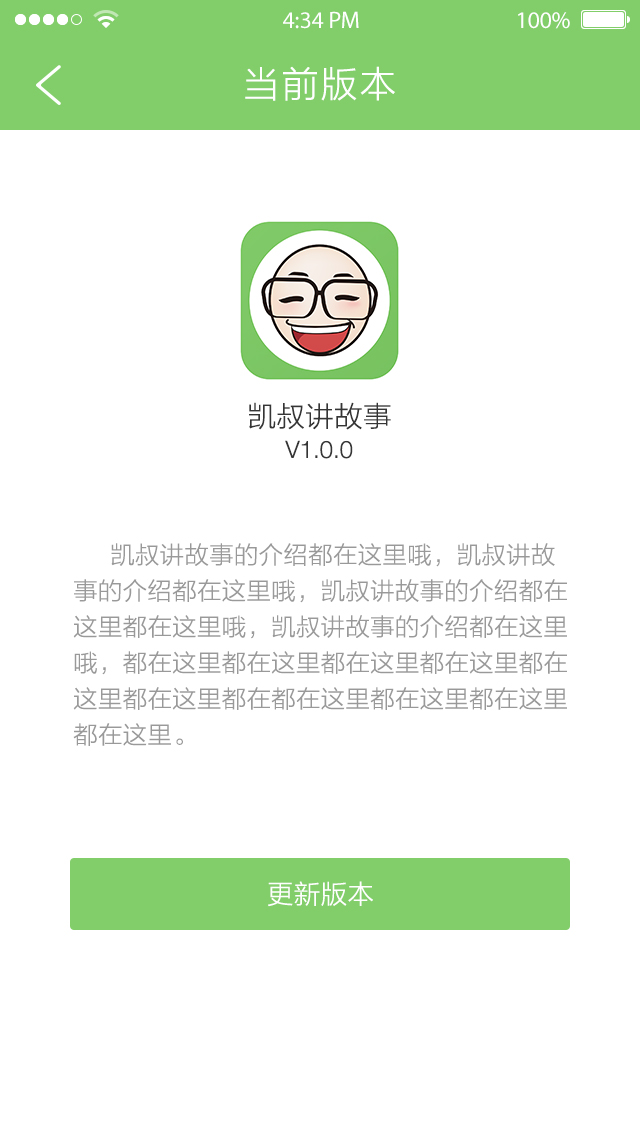 4:34 PM
100%
当前版本
凯叔讲故事
V1.0.0
凯叔讲故事的介绍都在这里哦，凯叔讲故
事的介绍都在这里哦，凯叔讲故事的介绍都在
这里都在这里哦，凯叔讲故事的介绍都在这里
哦，都在这里都在这里都在这里都在这里都在
这里都在这里都在都在这里都在这里都在这里
都在这里。
更新版本